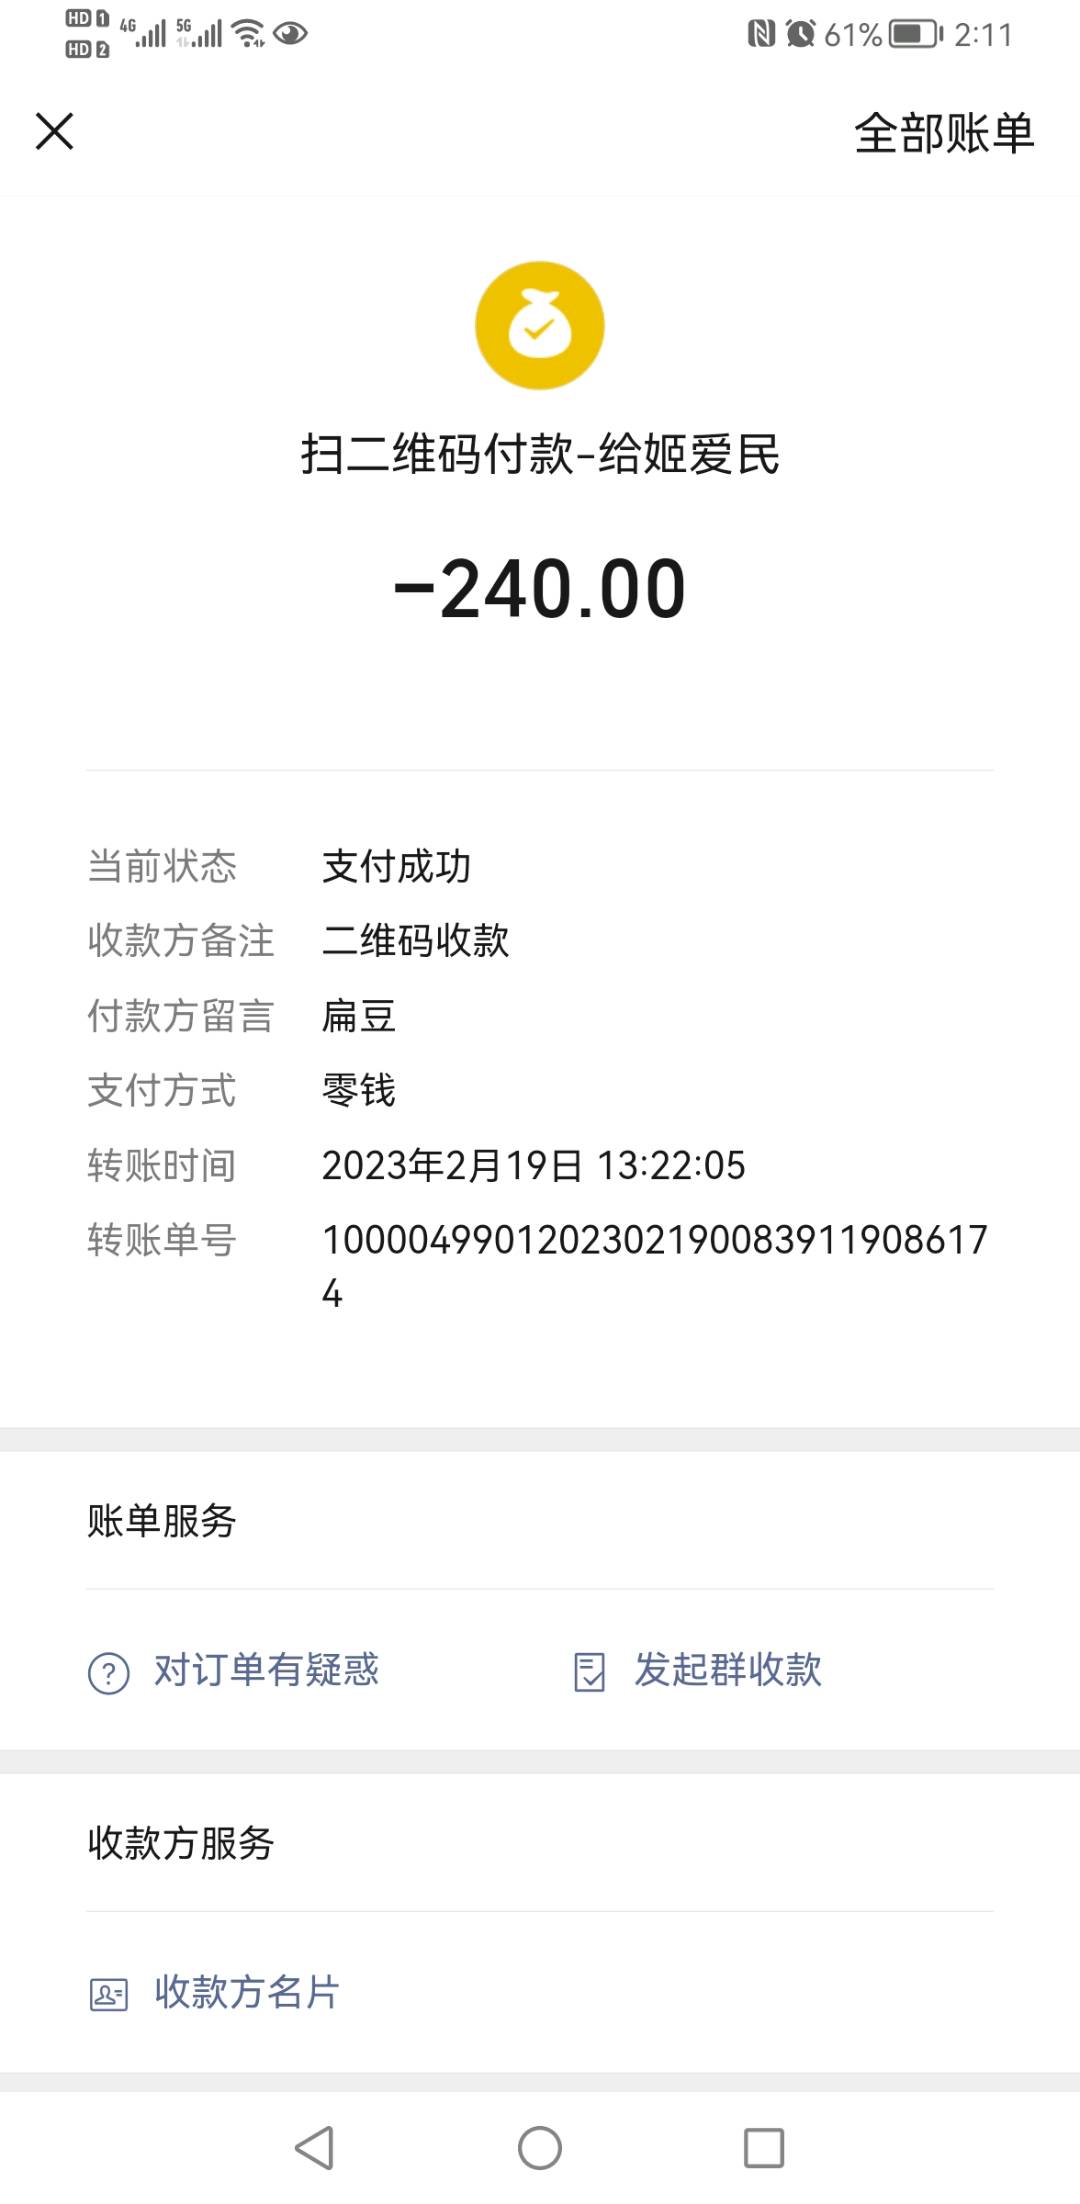 HD 1 4G 5G
HD 2
61% 2:11
全部账单
扫二维码付款-给姬爱民
-240.00
当前状态 支付成功
收款方备注 二维码收款
付款方留言 扁豆
支付方式 零钱
转账时间 2023年2月19日 13:22:05
转账单号 1000049901202302190083911908617
4
账单服务
对订单有疑惑 发起群收款
收款方服务
收款方名片